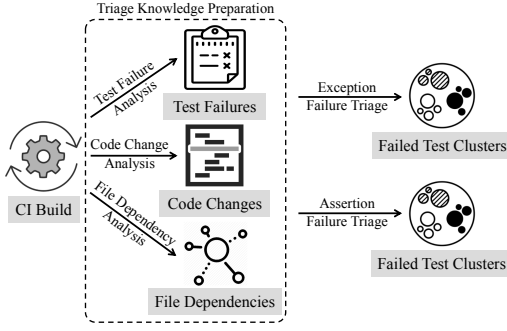 Triage Knowledge Preparation
Test Failure
Analysis
Test Failures
Code Change
Analysis
CI Build
Code Changes
File Dependency
Analysis
File Dependencies
Exception
Failure Triage
Failed Test Clusters
Assertion
Failure Triage
Failed Test Clusters